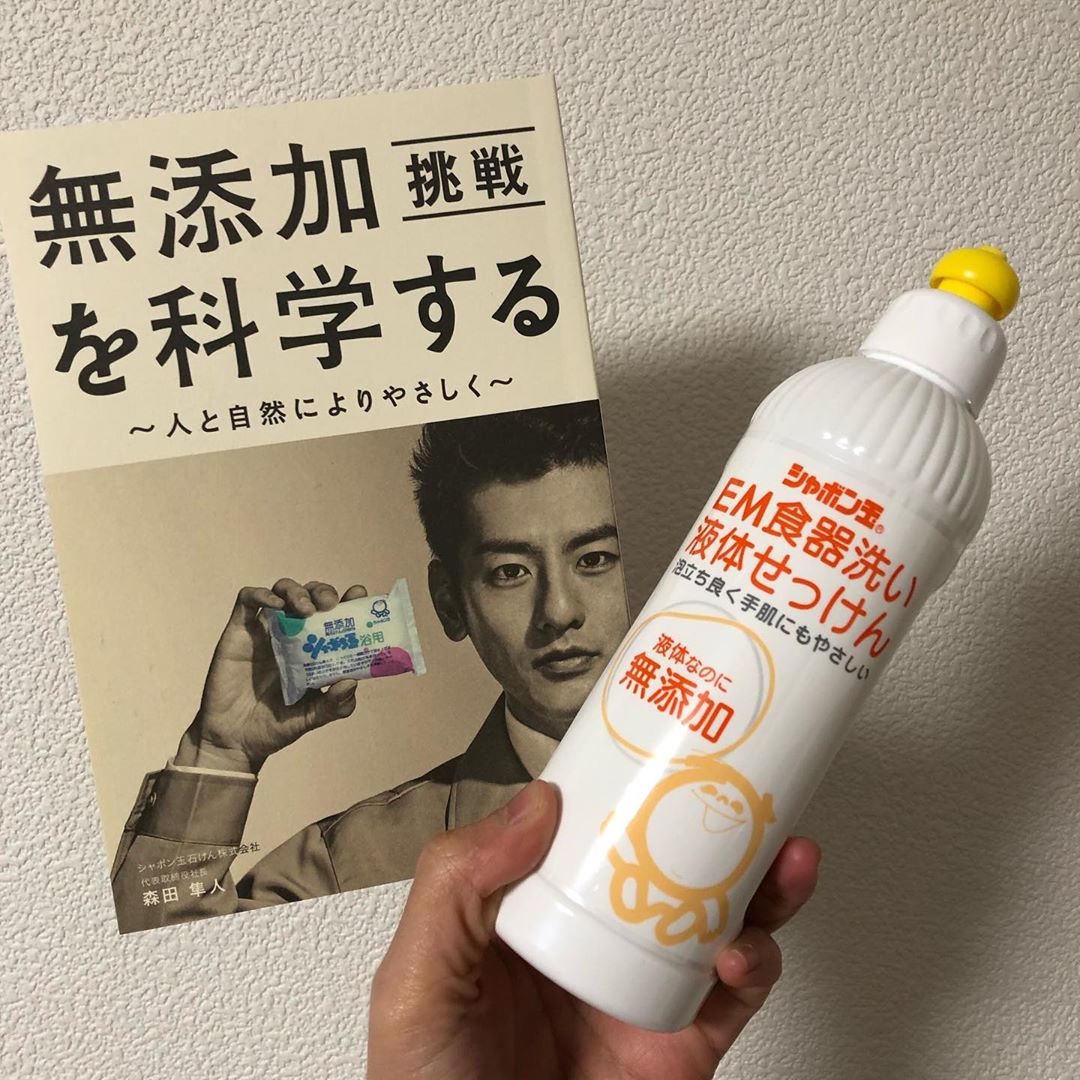 無添加 挑戦
を科学する
～人と自然によりやさしく～
無添加
シャボン玉 浴用
シャボン玉石けん株式会社
代表取締役社長
森田 隼人
シャボン玉®
EM食器洗い
液体せっけん
泡立ち良く手肌にもやさしい
液体なのに
無添加